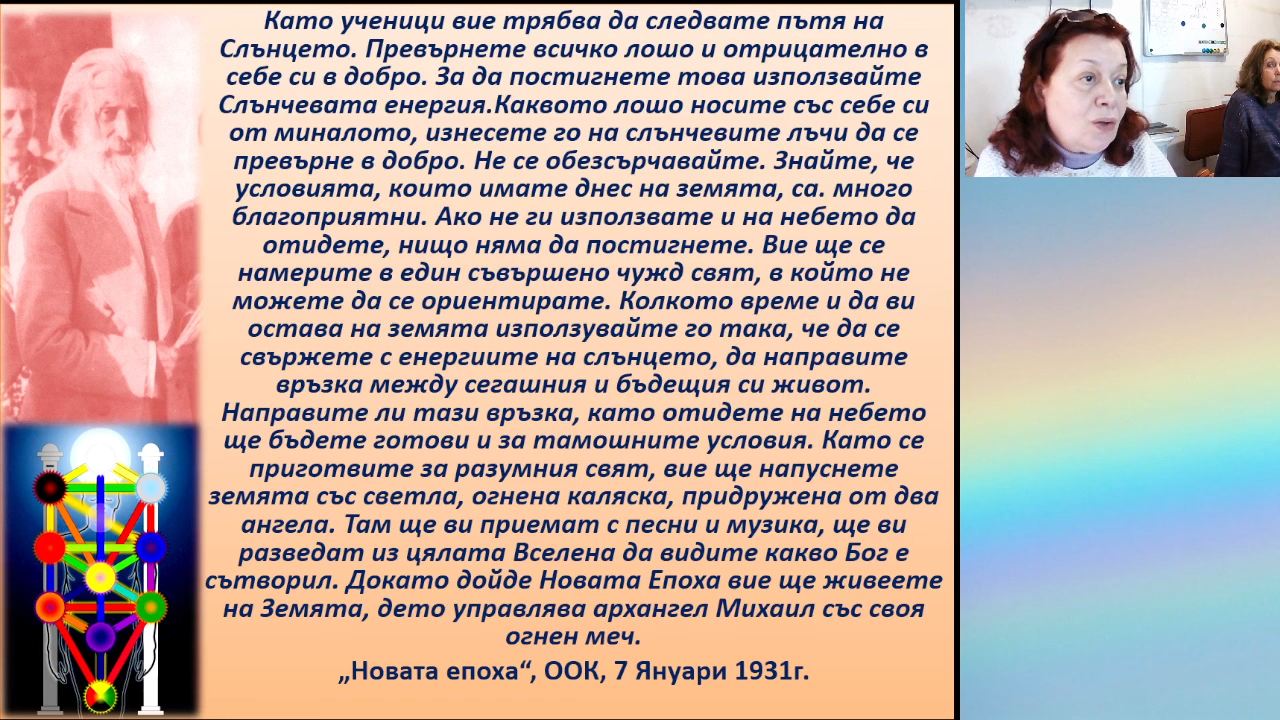 Като ученици вие трябва да следвате пътя на
Слънцето. Превърнете всичко лошо и отрицателно в
себе си в добро. За да постигнете това използвайте
Слънчевата енергия.Каквото лошо носите със себе си
от миналото, изнесете го на слънчевите лъчи да се
превърне в добро. Не се обезсърчавайте. Знайте, че
условията, които имате днес на земята, са. много
благоприятни. Ако не ги използвате и на небето да
отидете, нищо няма да постигнете. Вие ще се
намерите в един съвършено чужд свят, в който не
можете да се ориентирате. Колкото време и да ви
остава на земята използувайте го така, че да се
свържете с енергиите на слънцето, да направите
връзка между сегашния и бъдещия си живот.
Направите ли тази връзка, като отидете на небето
ще бъдете готови и за тамошните условия. Като се
приготвите за разумния свят, вие ще напуснете
земята със светла, огнена каляска, придружена от два
ангела. Там ще ви приемат с песни и музика, ще ви
разведат из цялата Вселена да видите какво Бог е
сътворил. Докато дойде Новата Епоха вие ще живеете
на Земята, дето управлява архангел Михаил със своя
огнен меч.
„Новата епоха“, ООК, 7 Януари 1931г.